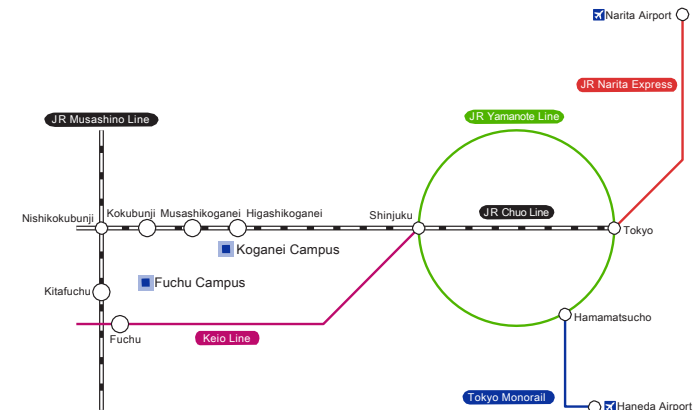 Narita Airport
JR Narita Express
JR Musashino Line
JR Yamanote Line
Nishikokubunji
Kokubunji
Musashikoganei
Higashikoganei
Shinjuku
JR Chuo Line
Tokyo
Koganei Campus
Fuchu Campus
Kitafuchu
Hamamatsucho
Fuchu
Keio Line
Tokyo Monorail
Haneda Airport